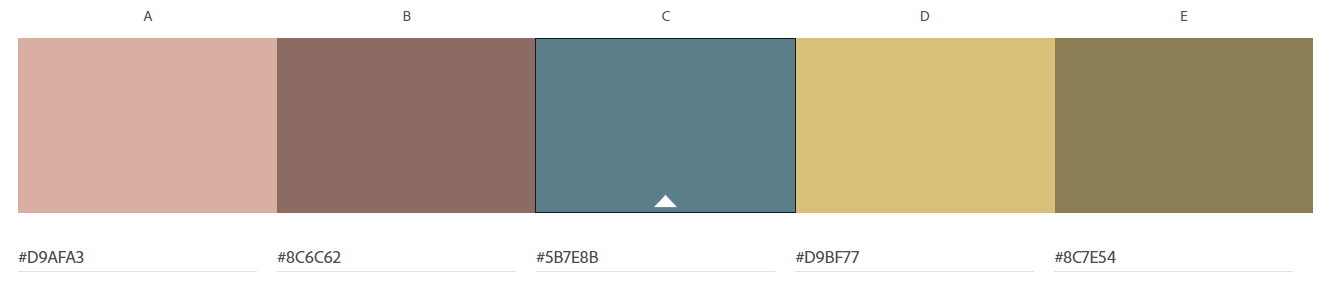 A B C D E
#D9AFA3 #8C6C62 #5B7E8B #D9BF77 #8C7E54